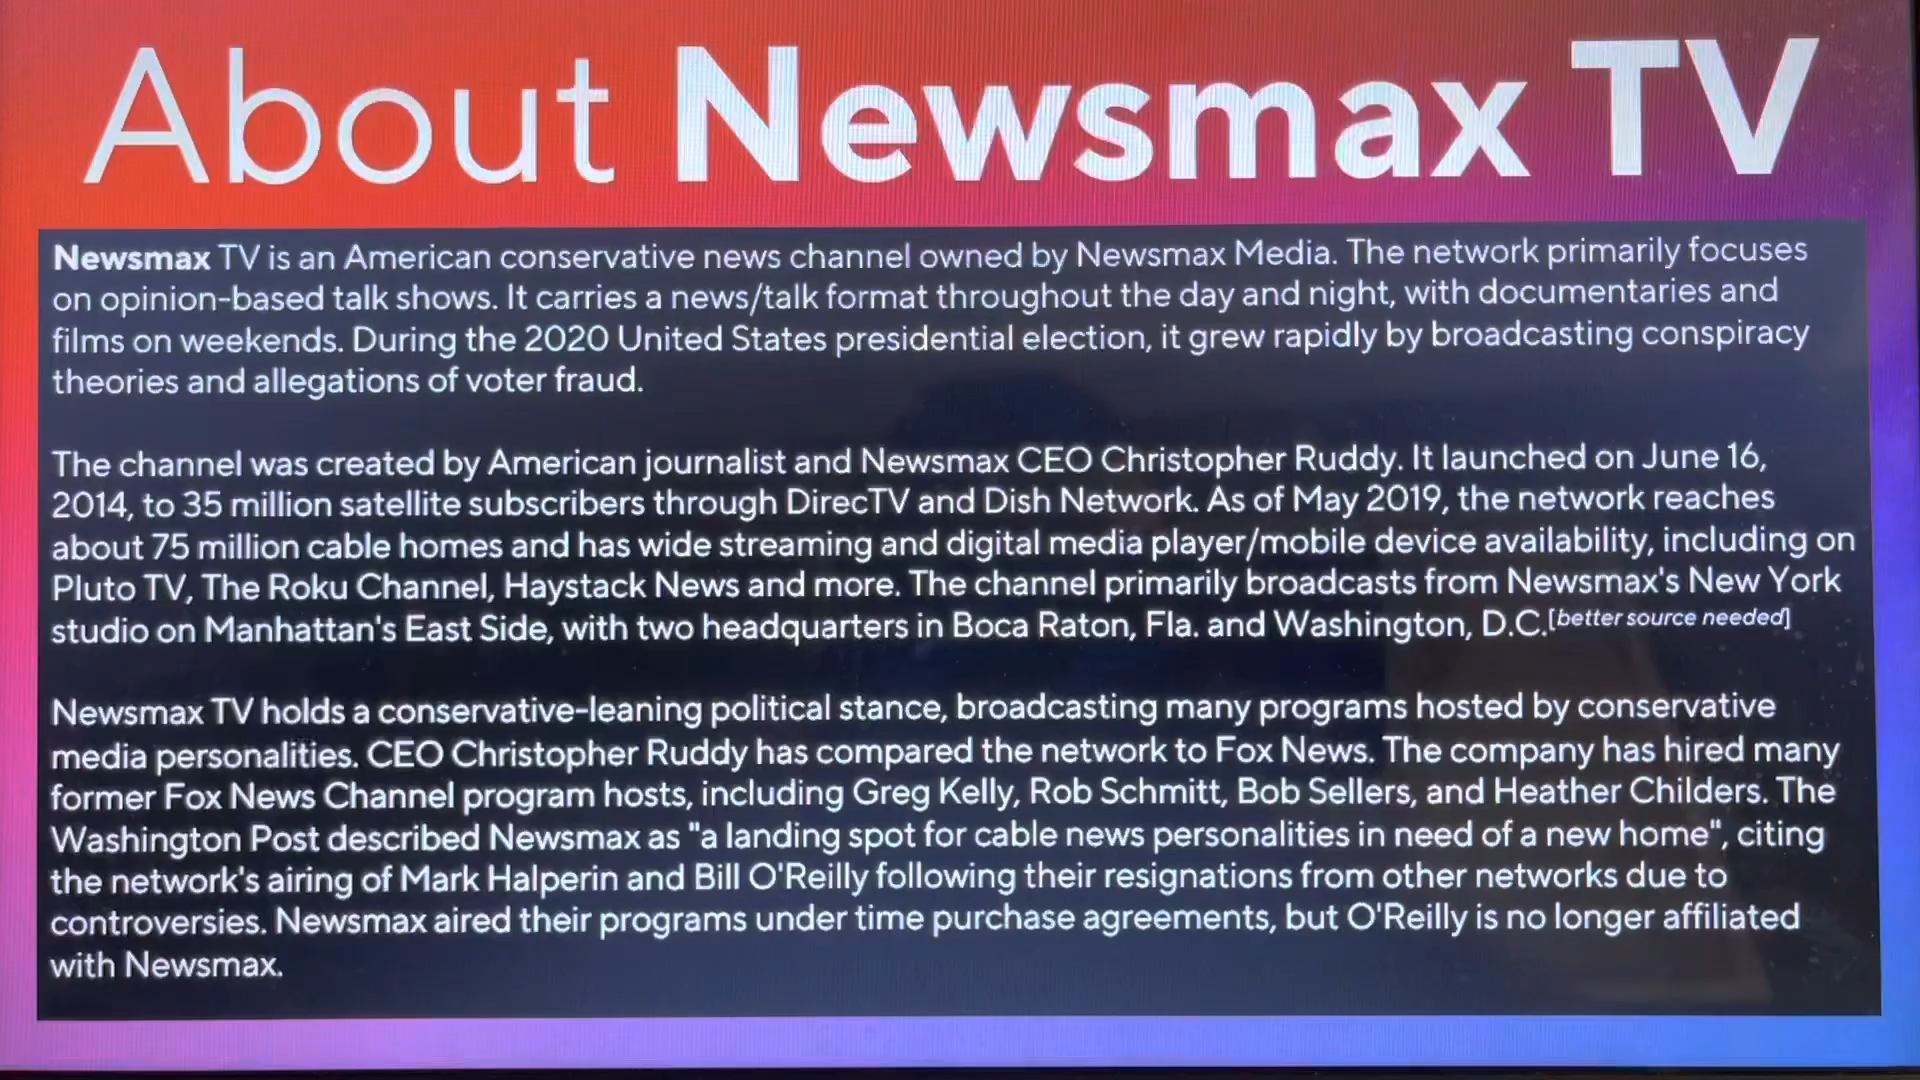 About Newsmax TV
Newsmax TV is an American conservative news channel owned by Newsmax Media. The network primarily focuses
on opinion-based talk shows. It carries a news/talk format throughout the day and night, with documentaries and
films on weekends. During the 2020 United States presidential election, it grew rapidly by broadcasting conspiracy
theories and allegations of voter fraud.
The channel was created by American journalist and Newsmax CEO Christopher Ruddy. It launched on June 16,
2014, to 35 million satellite subscribers through DirecTV and Dish Network. As of May 2019, the network reaches
about 75 million cable homes and has wide streaming and digital media player/mobile device availability, including on
Pluto TV, The Roku Channel, Haystack News and more. The channel primarily broadcasts from Newsmax's New York
studio on Manhattan's East Side, with two headquarters in Boca Raton, Fla. and Washington, D.C.[better source needed]
Newsmax TV holds a conservative-leaning political stance, broadcasting many programs hosted by conservative
media personalities. CEO Christopher Ruddy has compared the network to Fox News. The company has hired many
former Fox News Channel program hosts, including Greg Kelly, Rob Schmitt, Bob Sellers, and Heather Childers. The
Washington Post described Newsmax as "a landing spot for cable news personalities in need of a new home", citing
the network's airing of Mark Halperin and Bill O'Reilly following their resignations from other networks due to
controversies. Newsmax aired their programs under time purchase agreements, but O'Reilly is no longer affiliated
with Newsmax.